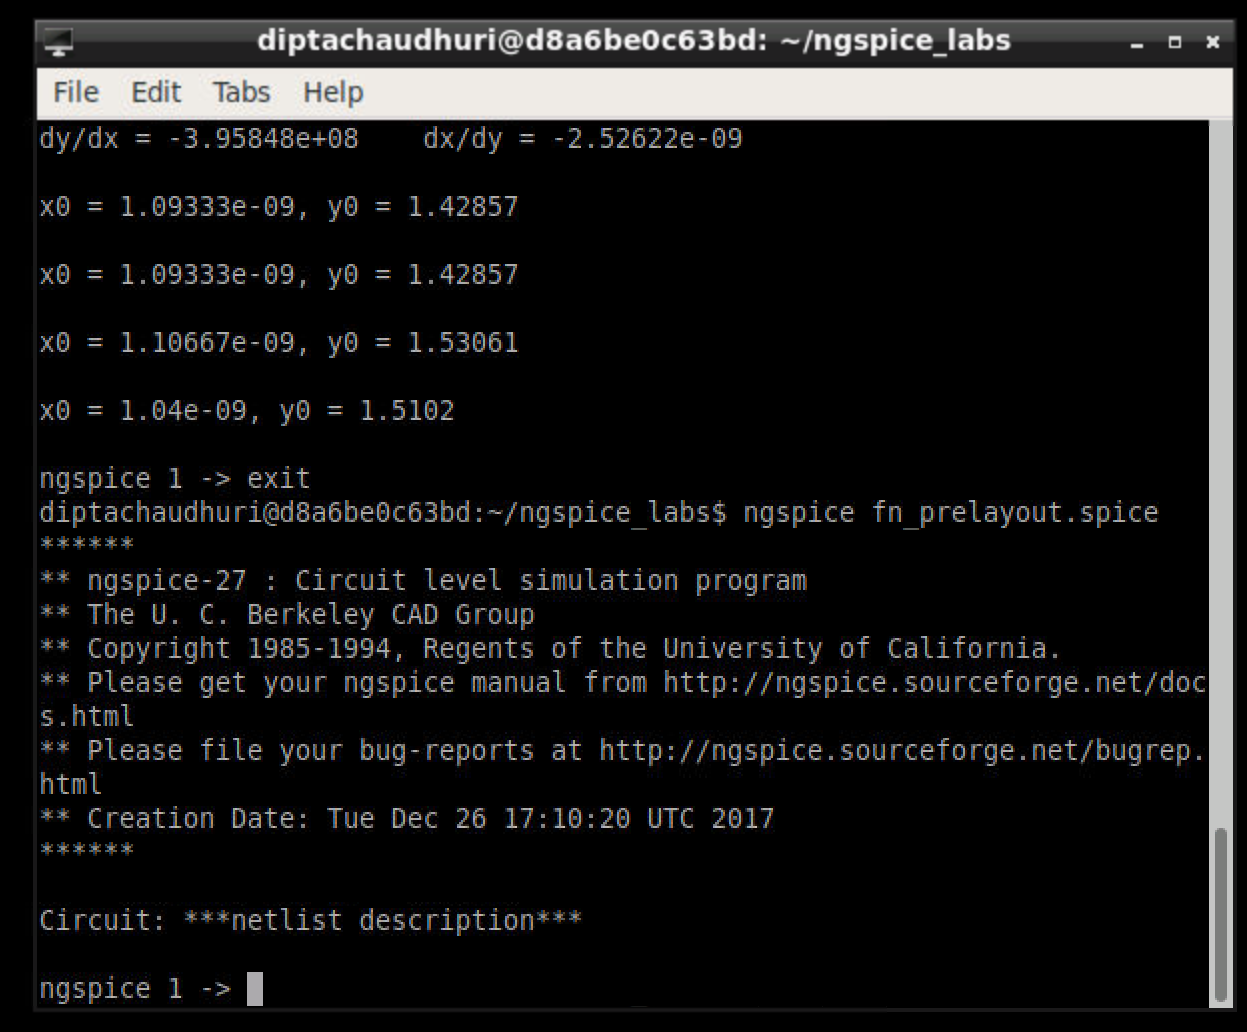 diptachaudhuri@d8a6be0c63bd: ~/ngspice_labs
File Edit Tabs Help
dy/dx = -3.95848e+08    dx/dy = -2.52622e-09
x0 = 1.09333e-09, y0 = 1.42857
x0 = 1.09333e-09, y0 = 1.42857
x0 = 1.10667e-09, y0 = 1.53061
x0 = 1.04e-09, y0 = 1.5102
ngspice 1 -> exit
diptachaudhuri@d8a6be0c63bd:~/ngspice_labs$ ngspice fn_prelayout.spice
******
** ngspice-27 : Circuit level simulation program
** The U. C. Berkeley CAD Group
** Copyright 1985-1994, Regents of the University of California.
** Please get your ngspice manual from http://ngspice.sourceforge.net/doc
s.html
** Please file your bug-reports at http://ngspice.sourceforge.net/bugrep.
html
** Creation Date: Tue Dec 26 17:10:20 UTC 2017
******
Circuit: ***netlist description***
ngspice 1 ->